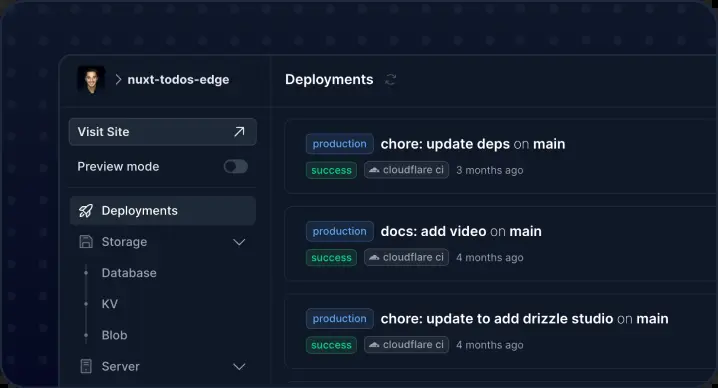 nuxt-todos-edge
Visit Site
Preview mode
Deployments
Storage
Database
KV
Blob
Server
Deployments
production chore: update deps on main
success cloudflare ci 3 months ago
production docs: add video on main
success cloudflare ci 4 months ago
production chore: update to add drizzle studio on main
success cloudflare ci 4 months ago